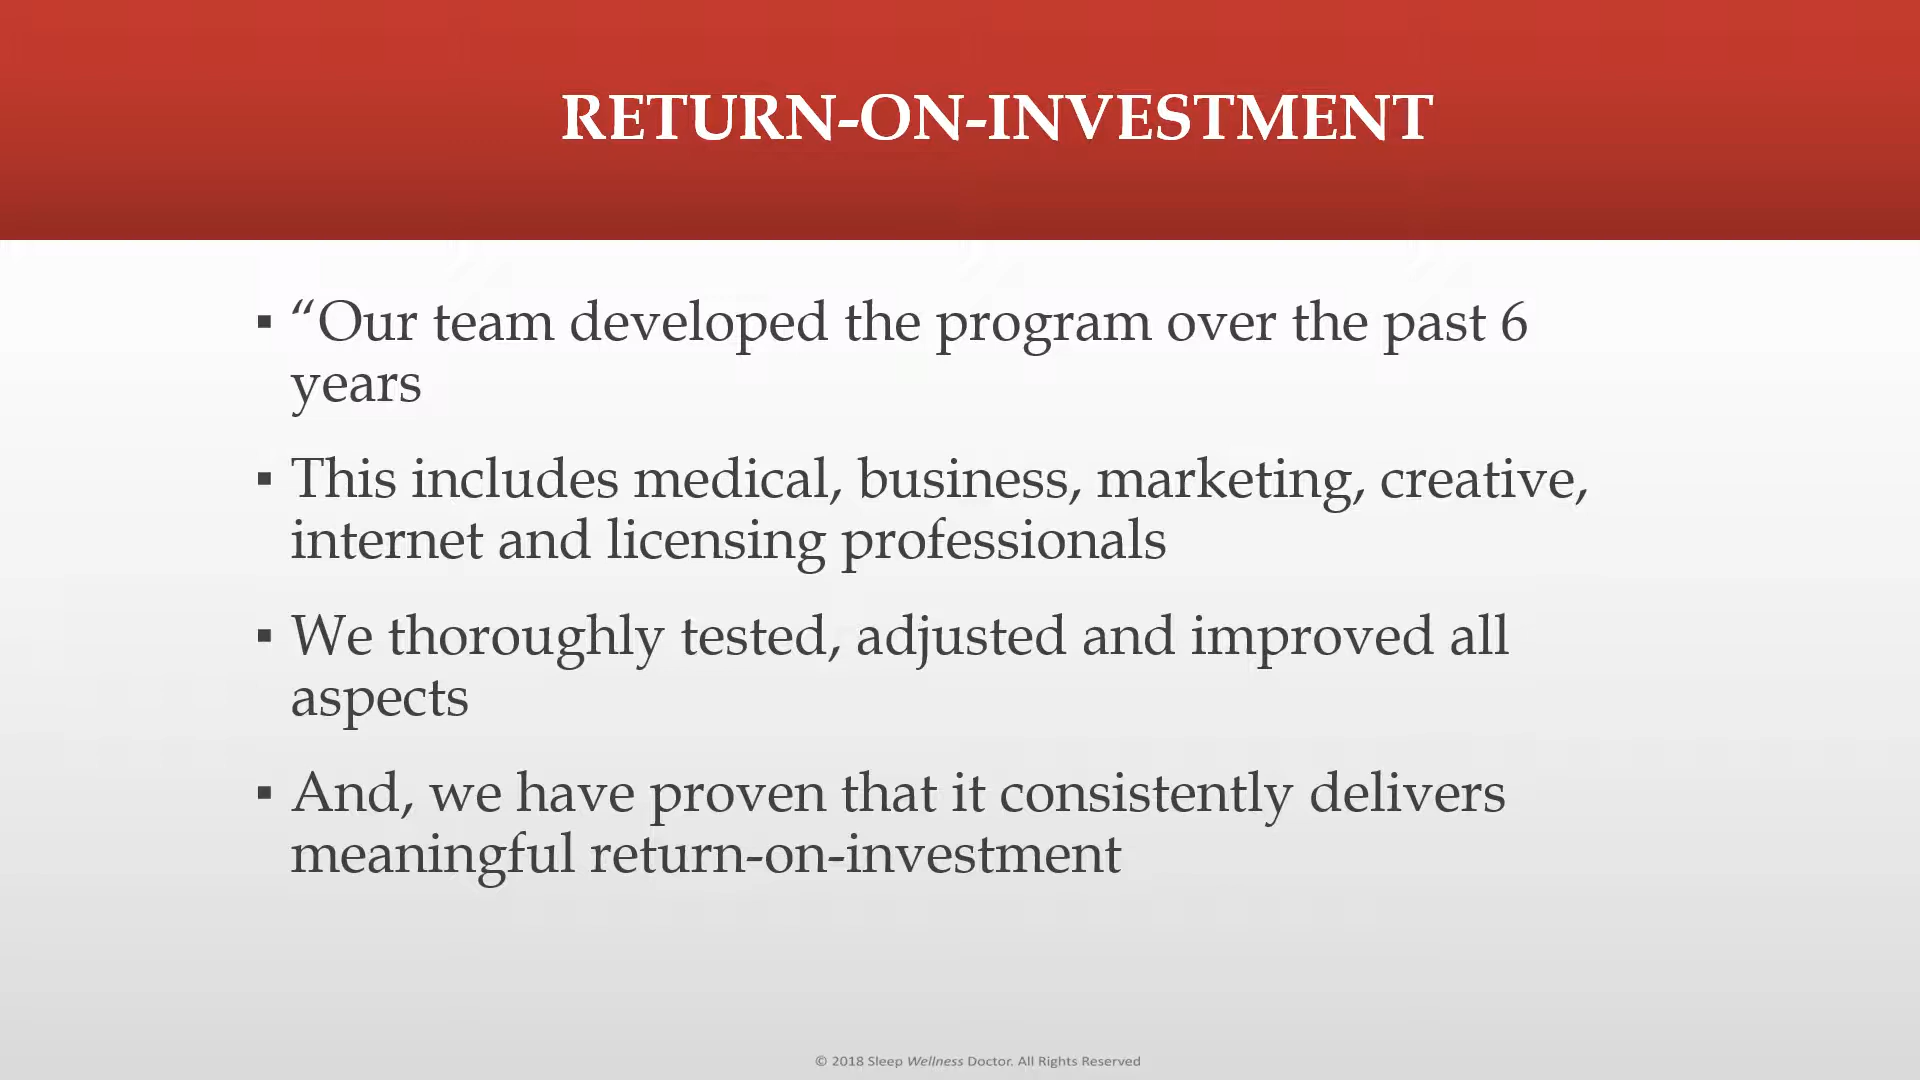 RETURN-ON-INVESTMENT
▪ “Our team developed the program over the past 6
years
▪ This includes medical, business, marketing, creative,
internet and licensing professionals
▪ We thoroughly tested, adjusted and improved all
aspects
▪ And, we have proven that it consistently delivers
meaningful return-on-investment
© 2018 Sleep Wellness Doctor. All Rights Reserved